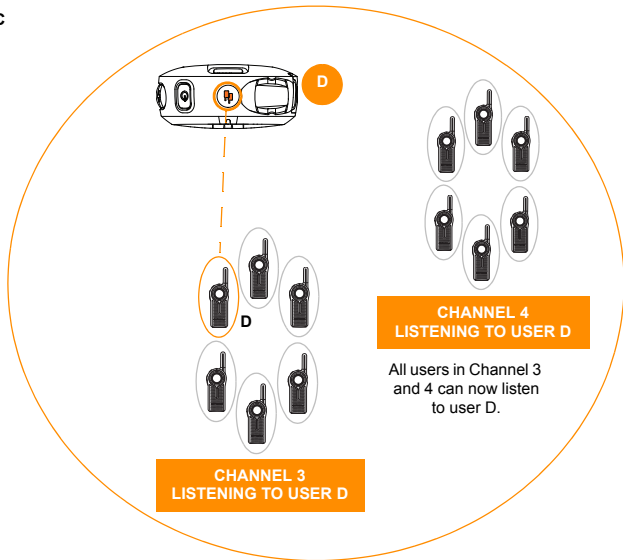 C
D
D
CHANNEL 4
LISTENING TO USER D
All users in Channel 3
and 4 can now listen
to user D.
CHANNEL 3
LISTENING TO USER D